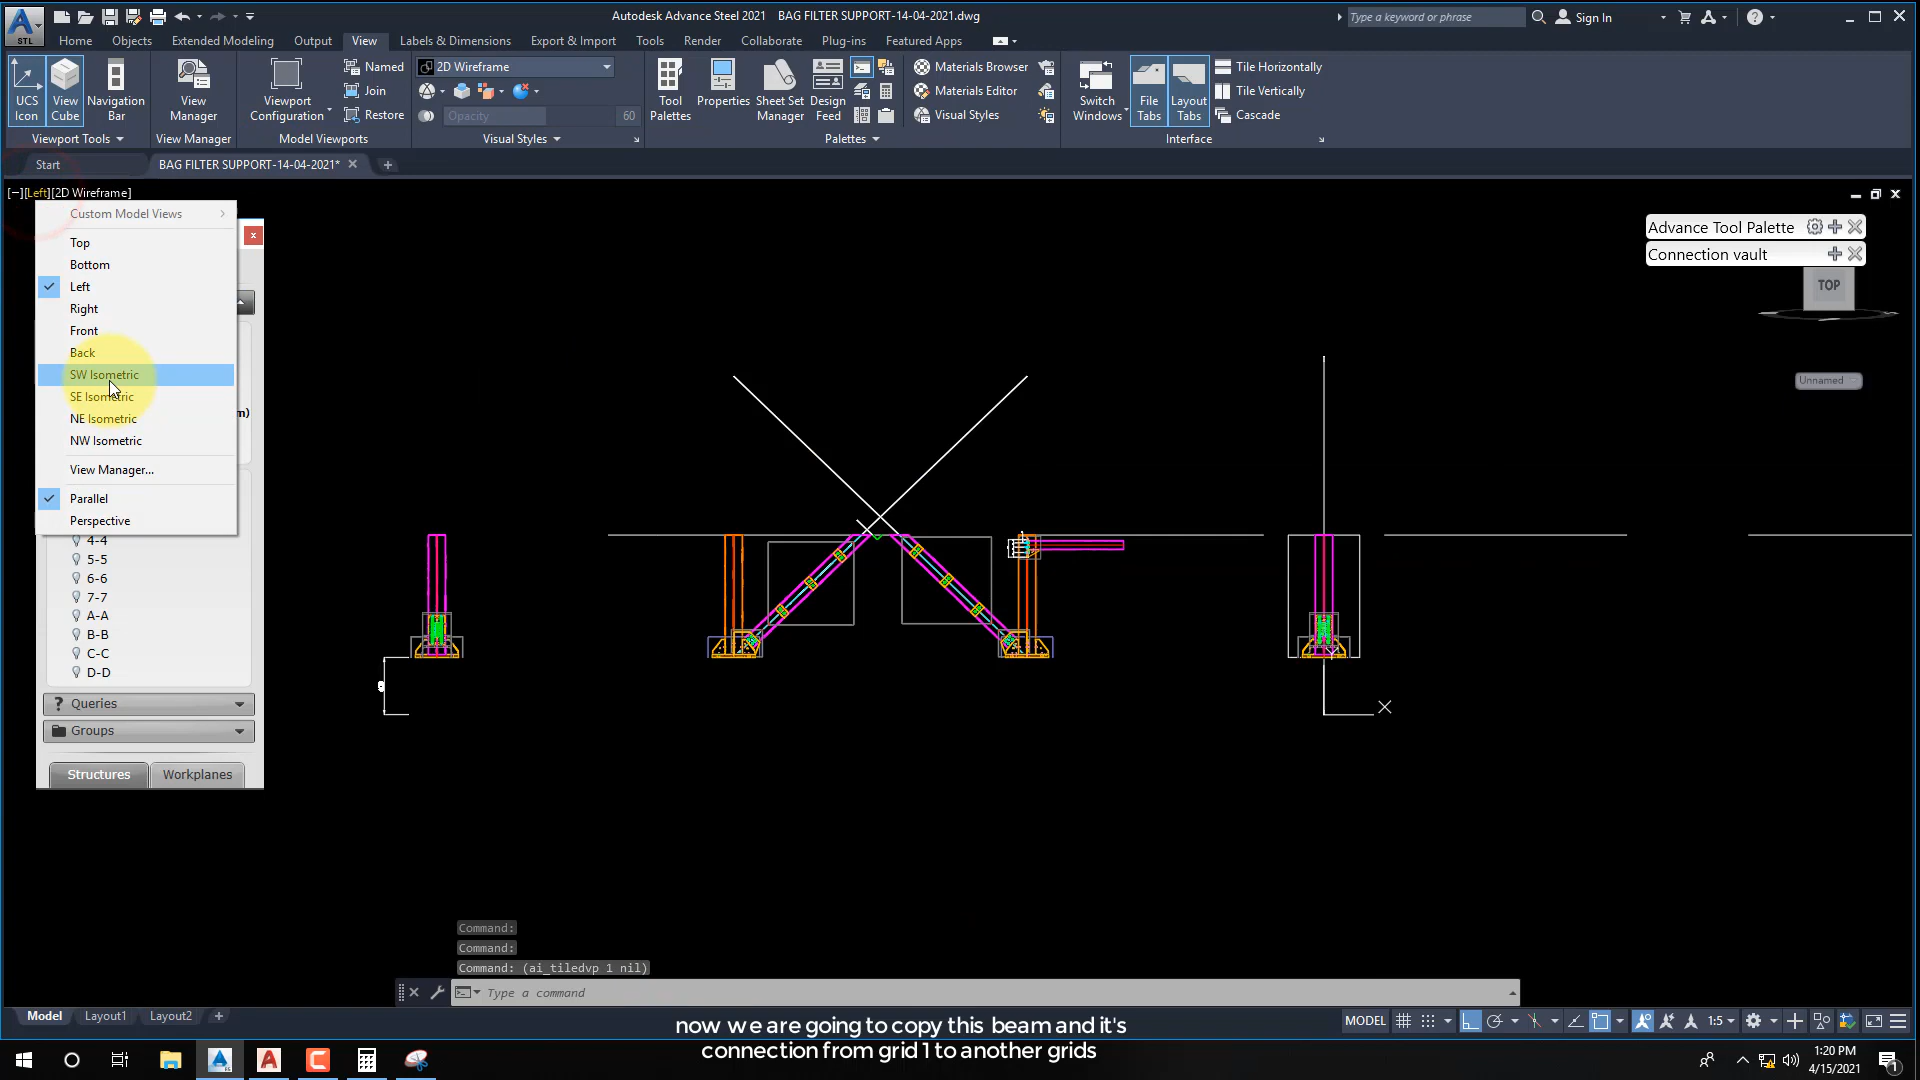 STL
Autodesk Advance Steel 2021 BAG FILTER SUPPORT-14-04-2021.dwg
Type a keyword or phrase
Sign In
Home Objects Extended Modeling Output View Labels & Dimensions Export & Import Tools Render Collaborate Plug-ins Featured Apps
UCS Icon
View Cube
Navigation Bar
Viewport Tools
View Manager
View Manager
Viewport Configuration
Named
Join
Restore
Model Viewports
2D Wireframe
Opacity 60
Visual Styles
Tool Palettes
Properties
Sheet Set Manager
Design Feed
Materials Browser
Materials Editor
Visual Styles
Palettes
Switch Windows
File Tabs
Layout Tabs
Tile Horizontally
Tile Vertically
Cascade
Interface
Start
BAG FILTER SUPPORT-14-04-2021*
[−][Left][2D Wireframe]
Custom Model Views
Top
Bottom
Left
Right
Front
Back
SW Isometric
SE Isometric
NE Isometric
NW Isometric
View Manager...
Parallel
Perspective
m)
4-4
5-5
6-6
7-7
A-A
B-B
C-C
D-D
Queries
Groups
Structures Workplanes
Advance Tool Palette
Connection vault
TOP
Unnamed
Command:
Command:
Command: (ai_tiledvp 1 nil)
Type a command
Model Layout1 Layout2
MODEL
1:5
now we are going to copy this beam and it's
connection from grid 1 to another grids
1:20 PM
4/15/2021
1